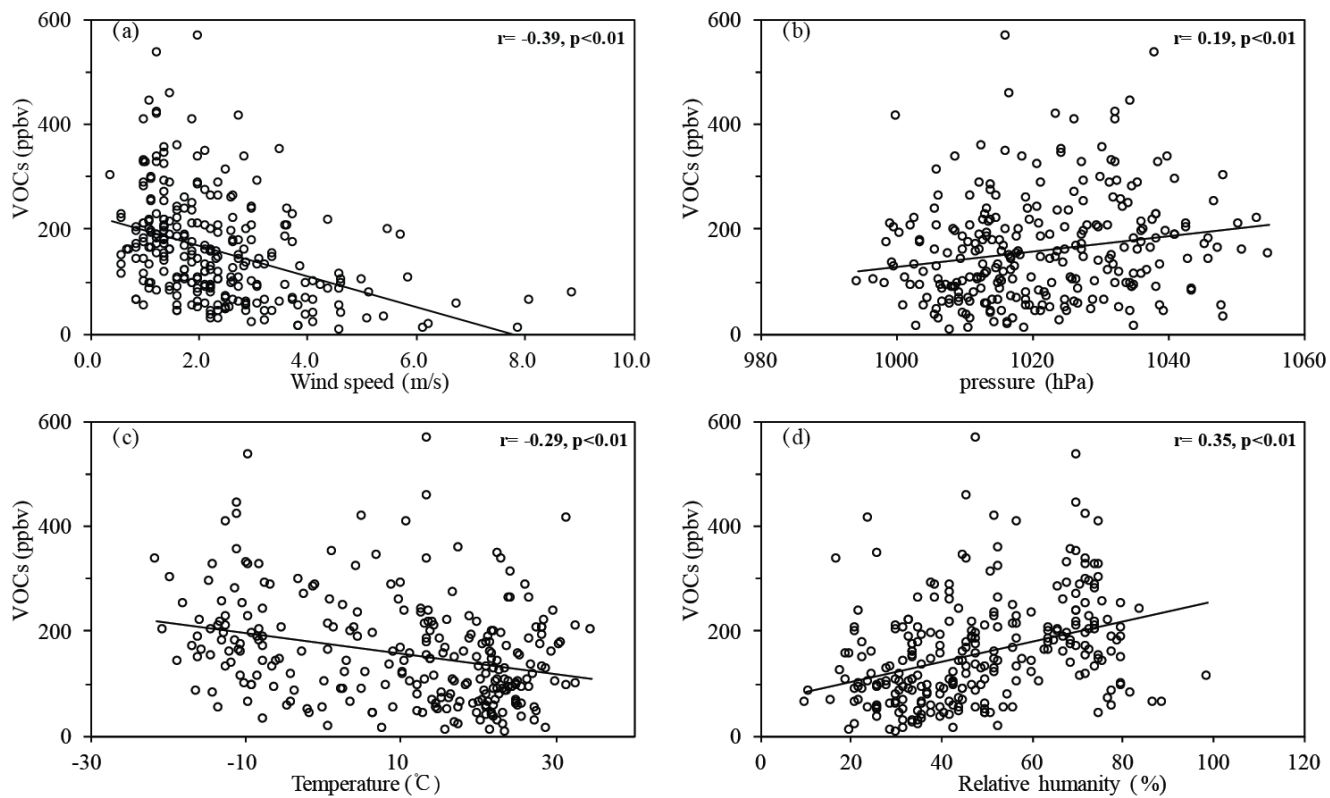 (a)
r= -0.39, p<0.01
VOCs (ppbv)
600
400
200
0
0.0 2.0 4.0 6.0 8.0 10.0
Wind speed (m/s)
(b)
r= 0.19, p<0.01
VOCs (ppbv)
600
400
200
0
980 1000 1020 1040 1060
pressure (hPa)
(c)
r= -0.29, p<0.01
VOCs (ppbv)
600
400
200
0
-30 -10 10 30
Temperature (℃)
(d)
r= 0.35, p<0.01
VOCs (ppbv)
600
400
200
0
0 20 40 60 80 100 120
Relative humanity (%)